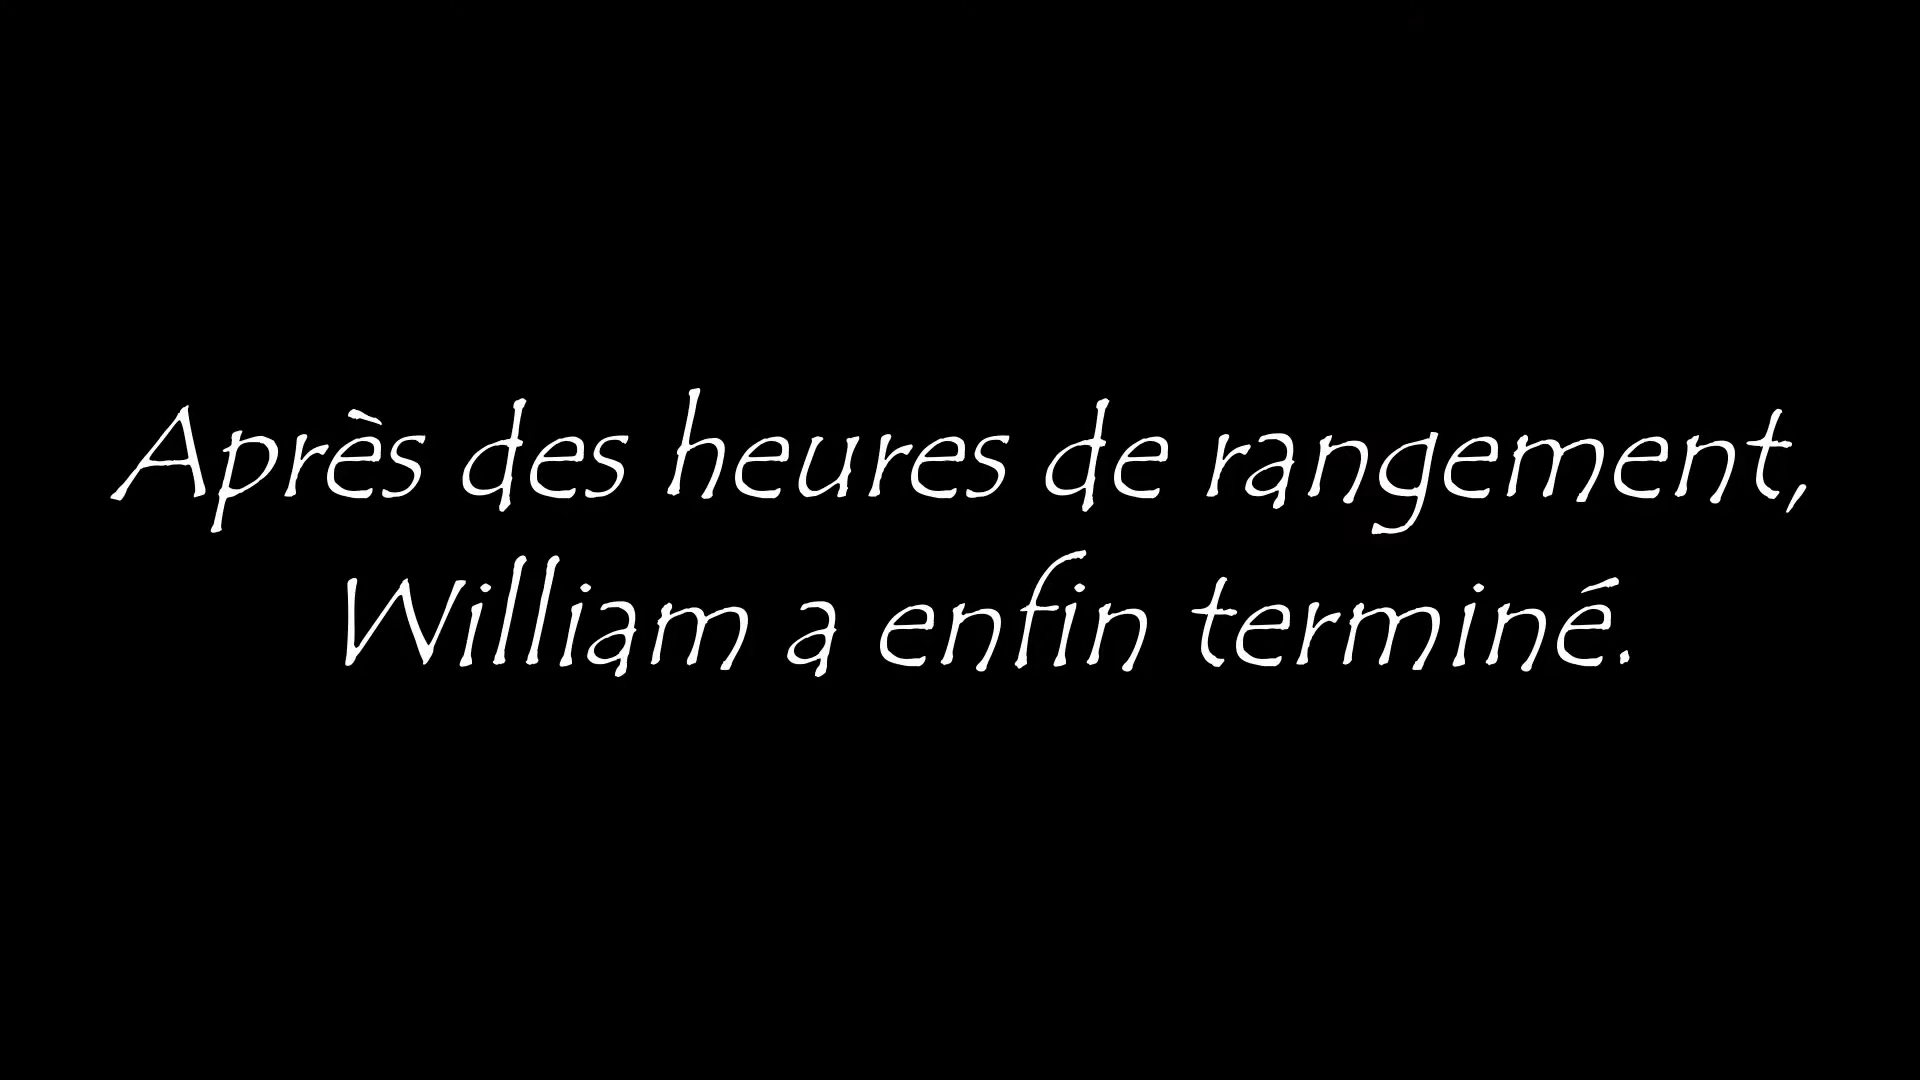 Après des heures de rangement,
William a enfin terminé.